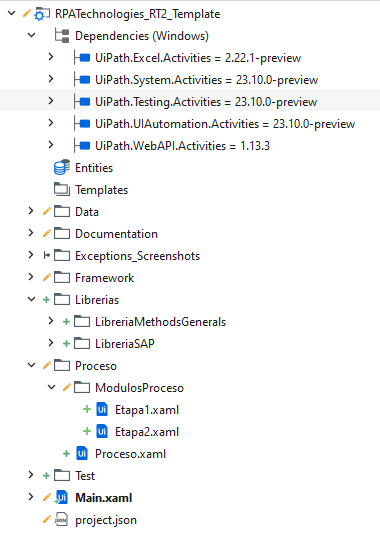 RPATechnologies_RT2_Template
Dependencies (Windows)
UiPath.Excel.Activities = 2.22.1-preview
UiPath.System.Activities = 23.10.0-preview
UiPath.Testing.Activities = 23.10.0-preview
UiPath.UIAutomation.Activities = 23.10.0-preview
UiPath.WebAPI.Activities = 1.13.3
Entities
Templates
Data
Documentation
Exceptions_Screenshots
Framework
Librerias
LibreriaMethodsGenerals
LibreriaSAP
Proceso
ModulosProceso
Ui Etapa1.xaml
Ui Etapa2.xaml
Ui Proceso.xaml
Test
Ui Main.xaml
JSON project.json